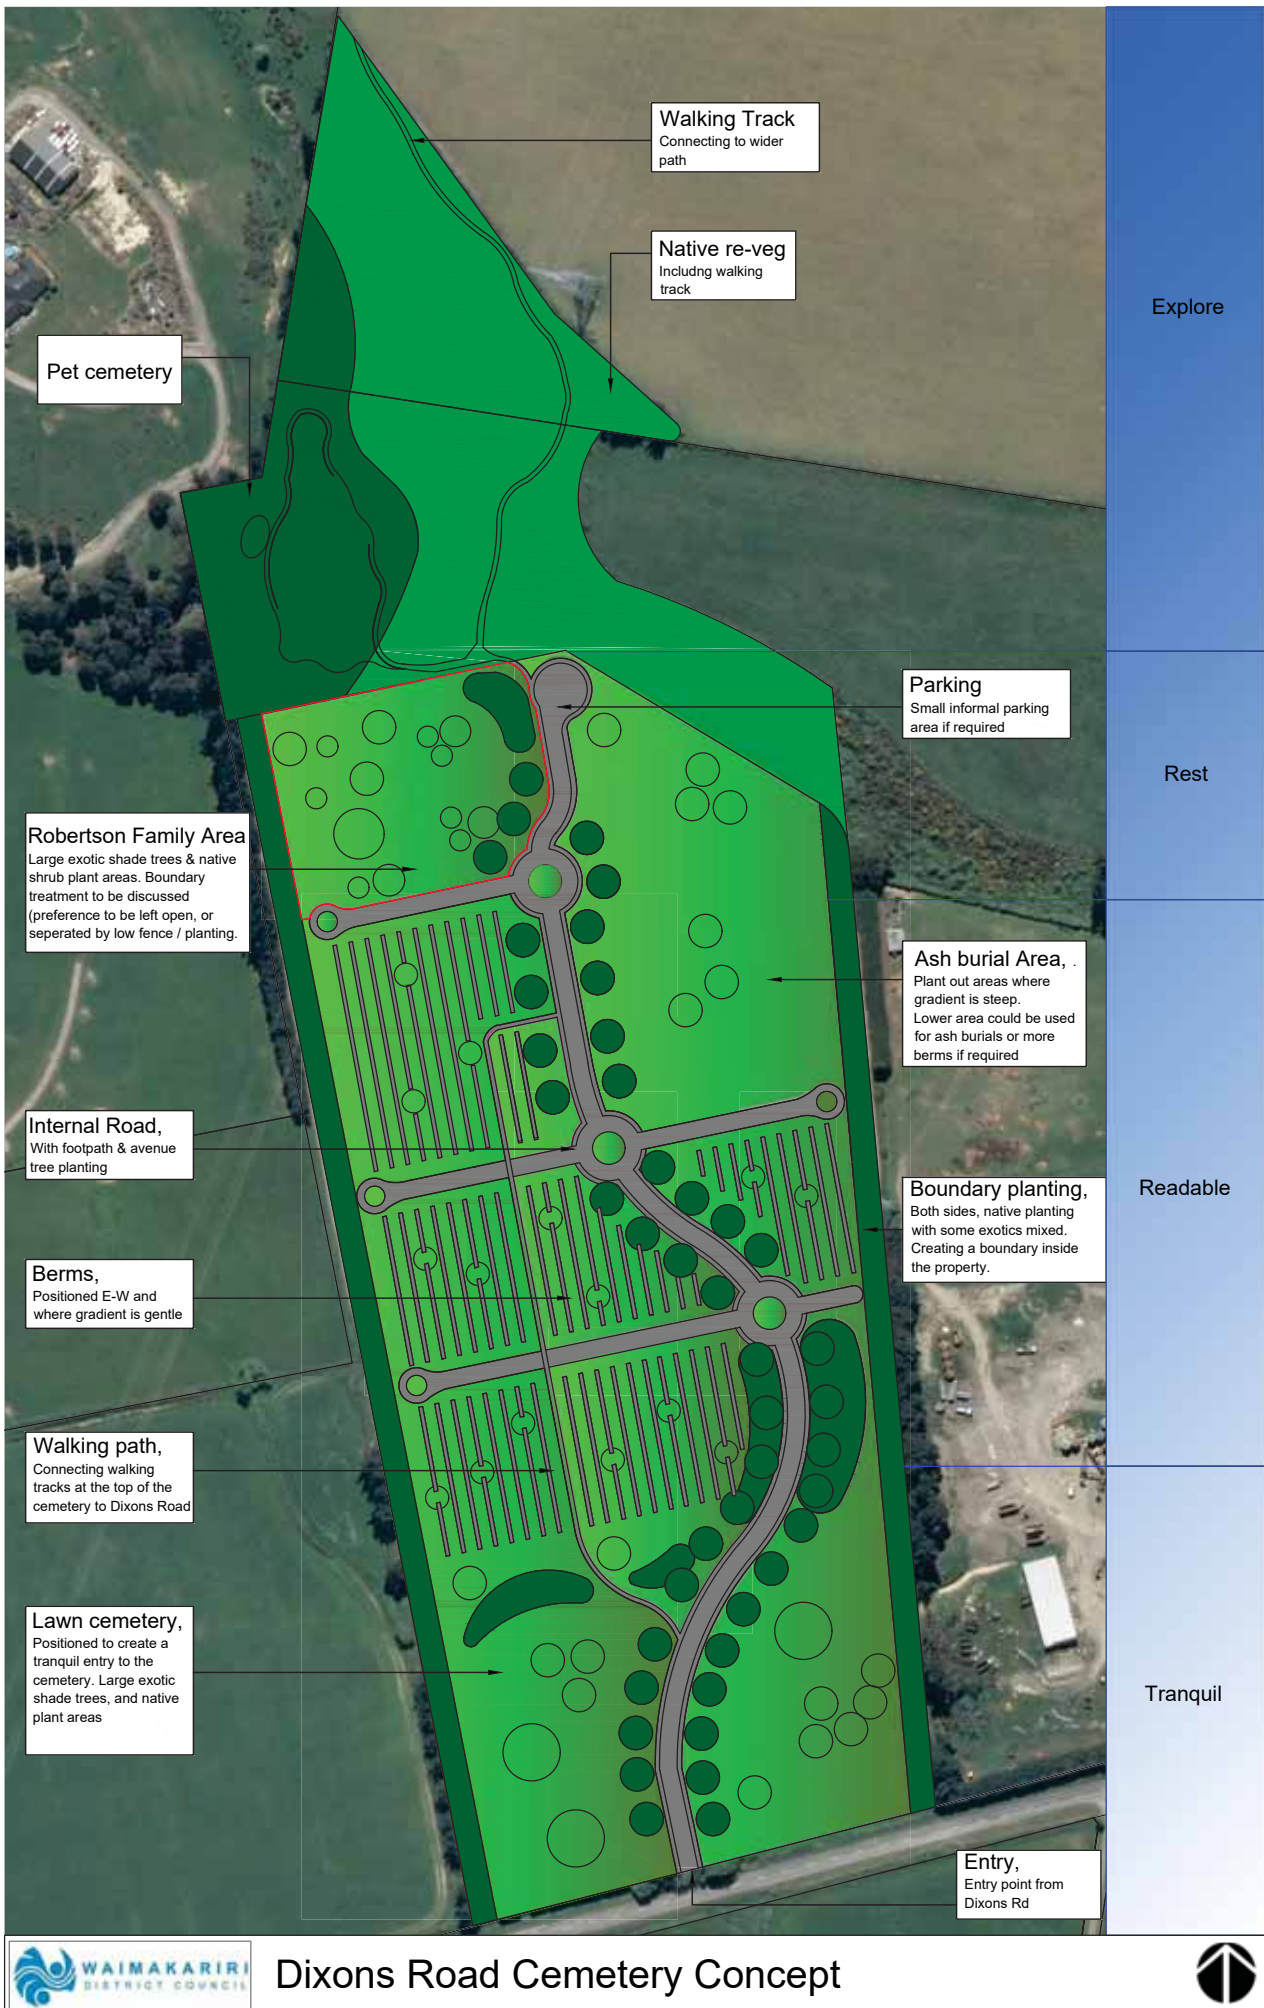 Walking Track
Connecting to wider
path
Native re-veg
Includng walking
track
Explore
Pet cemetery
Parking
Small informal parking
area if required
Rest
Robertson Family Area
Large exotic shade trees & native
shrub plant areas. Boundary
treatment to be discussed
(preference to be left open, or
seperated by low fence / planting.
Ash burial Area, .
Plant out areas where
gradient is steep.
Lower area could be used
for ash burials or more
berms if required
Internal Road,
With footpath & avenue
tree planting
Boundary planting,
Both sides, native planting
with some exotics mixed.
Creating a boundary inside
the property.
Readable
Berms,
Positioned E-W and
where gradient is gentle
Walking path,
Connecting walking
tracks at the top of the
cemetery to Dixons Road
Lawn cemetery,
Positioned to create a
tranquil entry to the
cemetery. Large exotic
shade trees, and native
plant areas
Tranquil
Entry,
Entry point from
Dixons Rd
WAIMAKARIRI
DISTRICT COUNCIL
Dixons Road Cemetery Concept